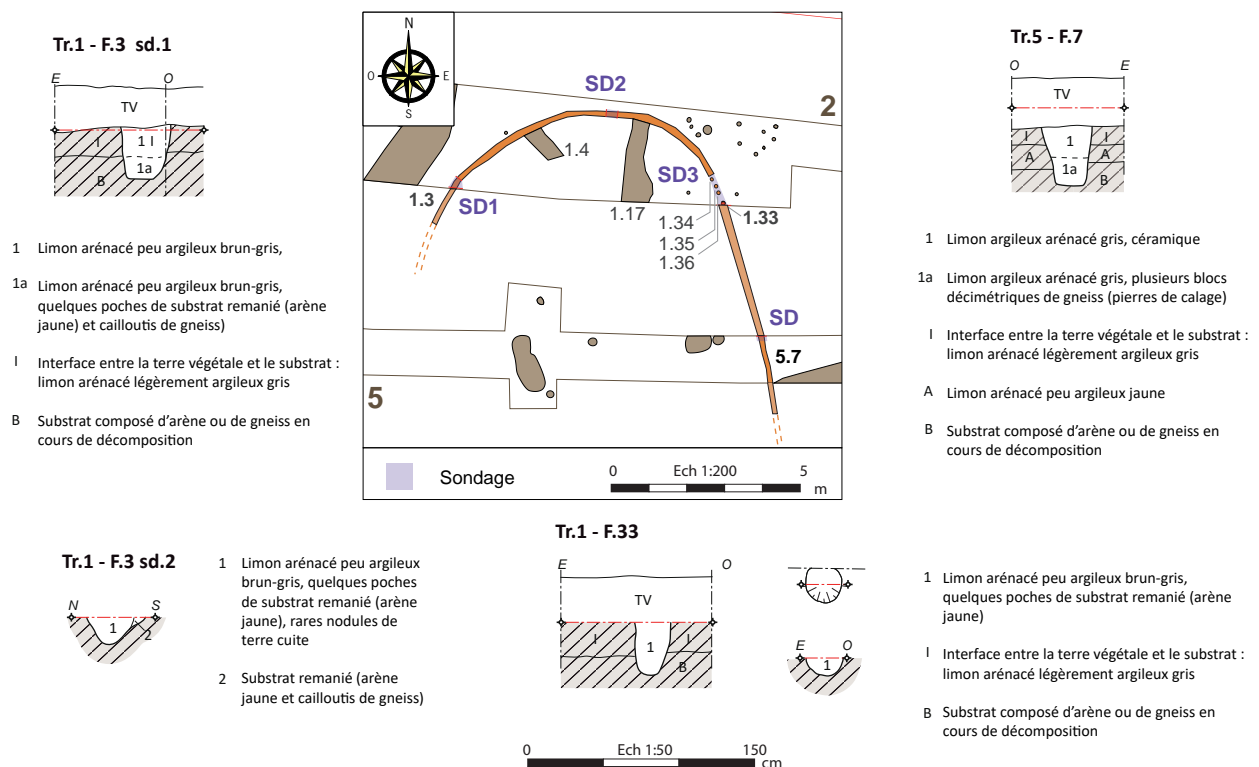 Tr.1 - F.3 sd.1
E
O
TV
I
1
I
1a
B
1 Limon arénacé peu argileux brun-gris,
1a Limon arénacé peu argileux brun-gris,
quelques poches de substrat remanié (arène
jaune) et cailloutis de gneiss)
I Interface entre la terre végétale et le substrat :
limon arénacé légèrement argileux gris
B Substrat composé d'arène ou de gneiss en
cours de décomposition
N
O
E
S
SD2
2
1.4
SD3
1.3
SD1
1.17
1.33
1.34
1.35
1.36
SD
5.7
5
Sondage
0 Ech 1:200 5
m
Tr.5 - F.7
O
E
TV
I
1
I
A
A
1a
B
1 Limon argileux arénacé gris, céramique
1a Limon argileux arénacé gris, plusieurs blocs
décimétriques de gneiss (pierres de calage)
I Interface entre la terre végétale et le substrat :
limon arénacé légèrement argileux gris
A Limon arénacé peu argileux jaune
B Substrat composé d'arène ou de gneiss en
cours de décomposition
Tr.1 - F.3 sd.2
N
S
1
2
1 Limon arénacé peu argileux
brun-gris, quelques poches
de substrat remanié (arène
jaune), rares nodules de
terre cuite
2 Substrat remanié (arène
jaune et cailloutis de gneiss)
Tr.1 - F.33
E
O
TV
I
1
I
B
E
O
1
1 Limon arénacé peu argileux brun-gris,
quelques poches de substrat remanié (arène
jaune)
I Interface entre la terre végétale et le substrat :
limon arénacé légèrement argileux gris
B Substrat composé d'arène ou de gneiss en
cours de décomposition
0 Ech 1:50 150
cm